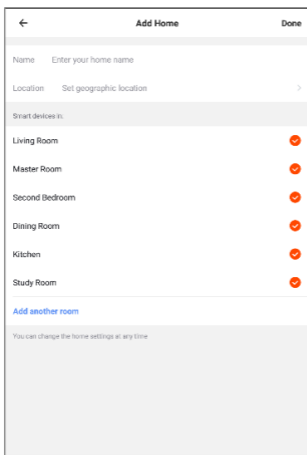 Add Home
Done
Name Enter your home name
Location Set geographic location
Smart devices in:
Living Room
Master Room
Second Bedroom
Dining Room
Kitchen
Study Room
Add another room
You can change the home settings at any time